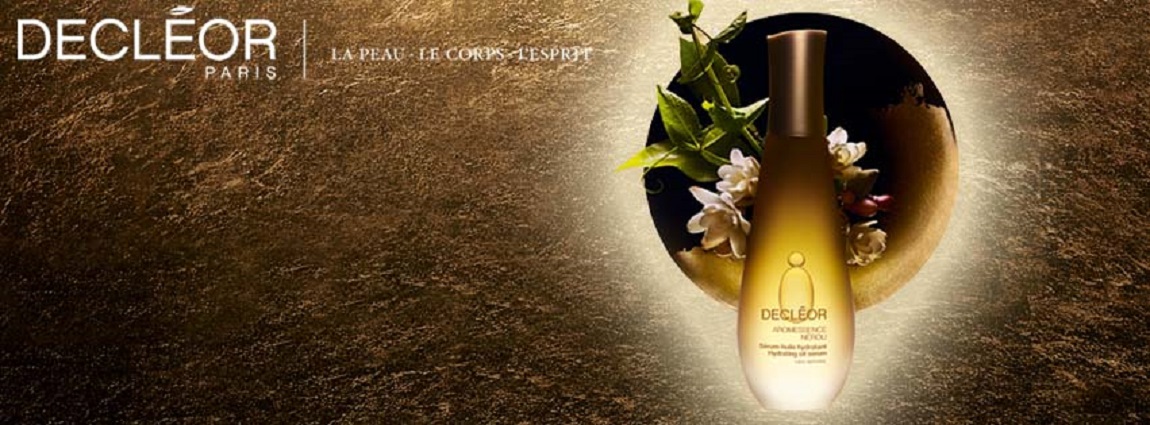 DECLÉOR
PARIS
LA PEAU · LE CORPS · L'ESPRIT
DECLÉOR
AROMESSENCE
NÉROLI
Sérum-huile hydratant
Hydrating oil serum